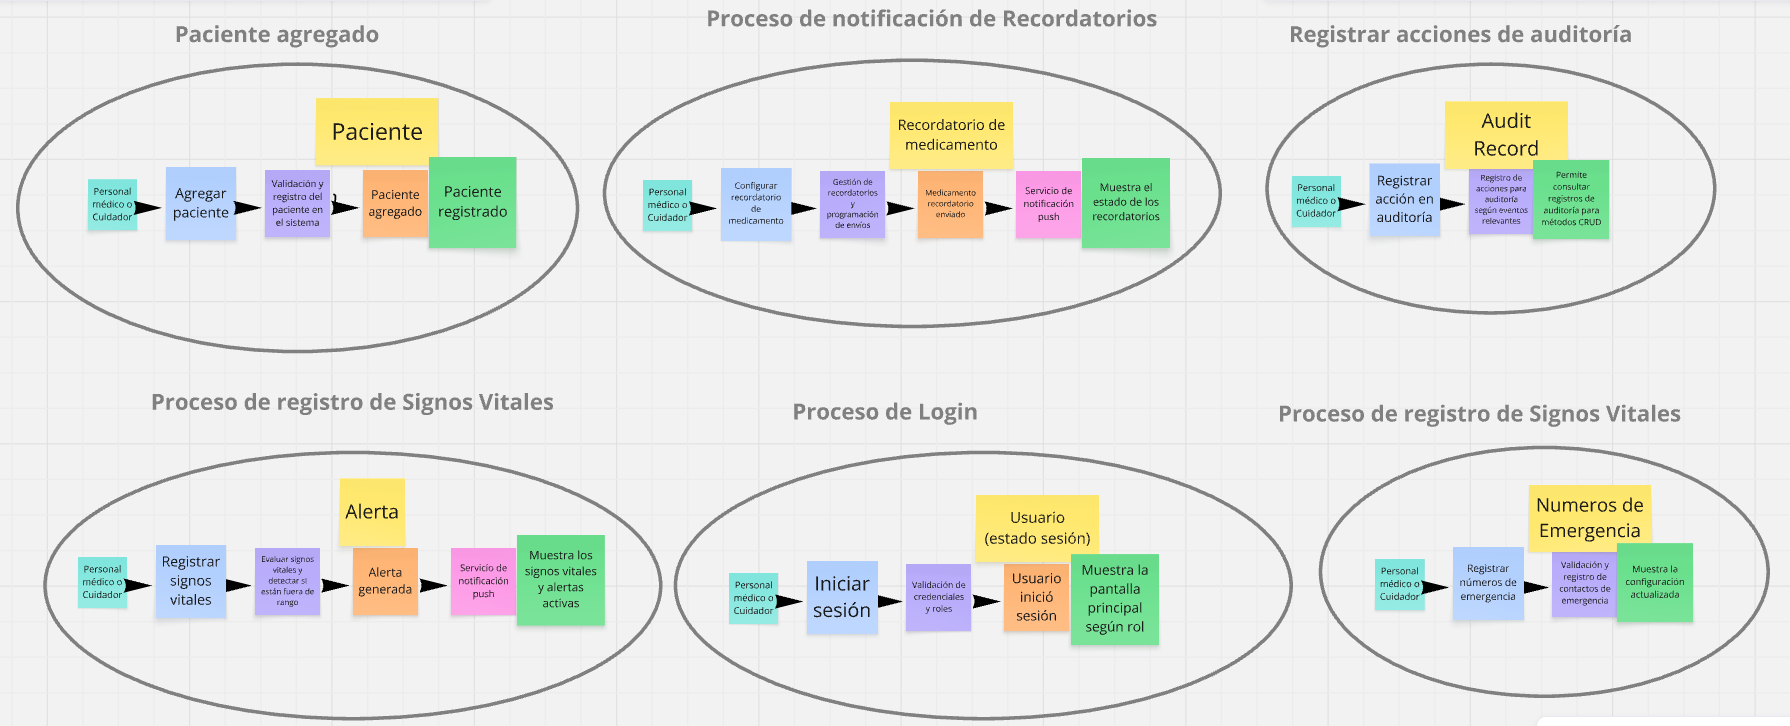 Paciente agregado
Paciente
Personal
médico o
Cuidador
Agregar
paciente
Validación y
registro del
paciente en
el sistema
Paciente
agregado
Paciente
registrado
Proceso de notificación de Recordatorios
Recordatorio de
medicamento
Personal
médico o
Cuidador
Configurar
recordatorio
de
medicamento
Gestión de
recordatorios
y
programación
de envíos
Medicamento
recordatorio
enviado
Servicio de
notificación
push
Muestra el
estado de los
recordatorios
Registrar acciones de auditoría
Audit
Record
Personal
médico o
Cuidador
Registrar
acción en
auditoría
Registro de
acciones para
auditoría
según eventos
relevantes
Permite
consultar
registros de
auditoría para
métodos CRUD
Proceso de registro de Signos Vitales
Alerta
Personal
médico o
Cuidador
Registrar
signos
vitales
Evaluar signos
vitales y
detectar si
están fuera de
rango
Alerta
generada
Servicio de
notificación
push
Muestra los
signos vitales
y alertas
activas
Proceso de Login
Usuario
(estado sesión)
Personal
médico o
Cuidador
Iniciar
sesión
Validación de
credenciales
y roles
Usuario
inició
sesión
Muestra la
pantalla
principal
según rol
Proceso de registro de Signos Vitales
Numeros de
Emergencia
Personal
médico o
Cuidador
Registrar
números de
emergencia
Validación y
registro de
contactos de
emergencia
Muestra la
configuración
actualizada